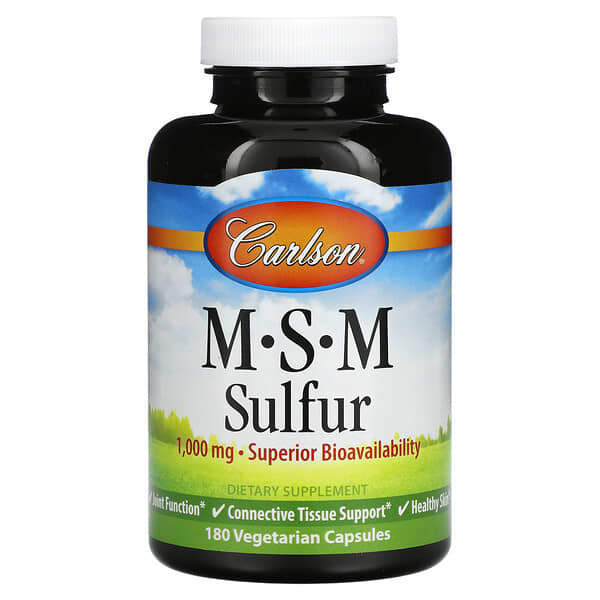 Carlson®
M•S•M
Sulfur
1,000 mg • Superior Bioavailability
DIETARY SUPPLEMENT
✓ Joint Function* ✓ Connective Tissue Support* ✓ Healthy Skin*
180 Vegetarian Capsules